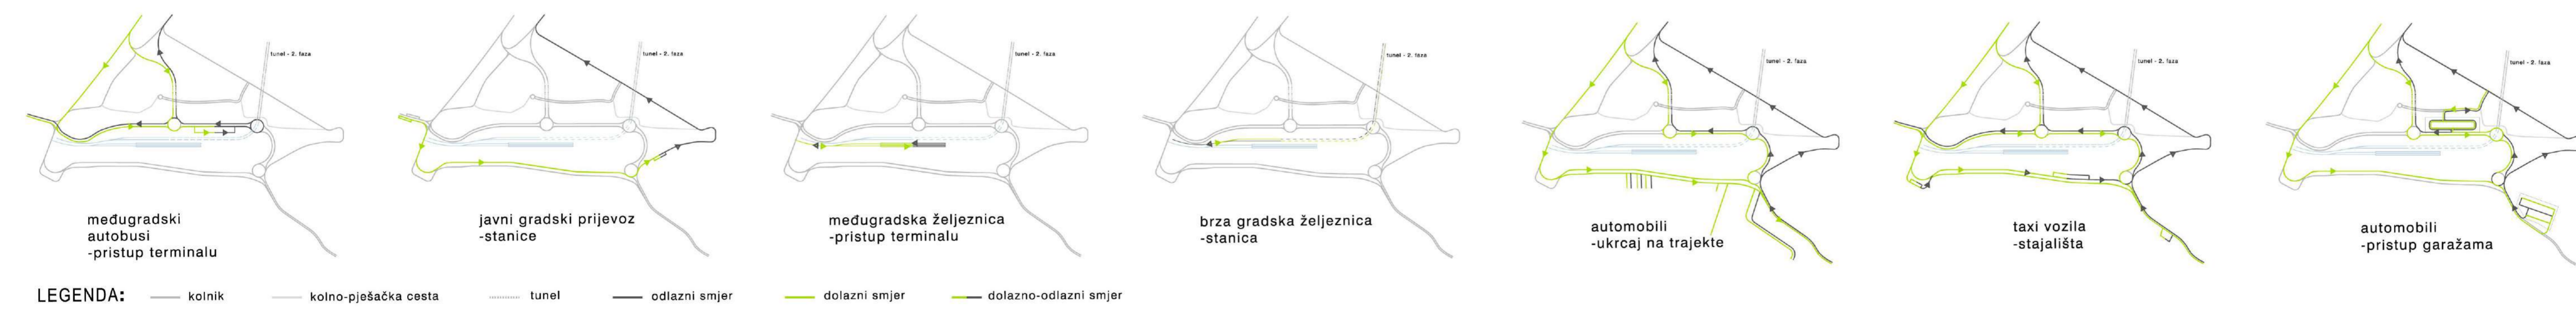 tunel - 2. faza
tunel - 2. faza
tunel - 2. faza
tunel - 2. faza
tunel - 2. faza
tunel - 2. faza
tunel - 2. faza
međugradski
autobusi
-pristup terminalu
javni gradski prijevoz
-stanice
međugradska željeznica
-pristup terminalu
brza gradska željeznica
-stanica
automobili
-ukrcaj na trajekte
taxi vozila
-stajališta
automobili
-pristup garažama
LEGENDA:
kolnik
kolno-pješačka cesta
tunel
odlazni smjer
dolazni smjer
dolazno-odlazni smjer